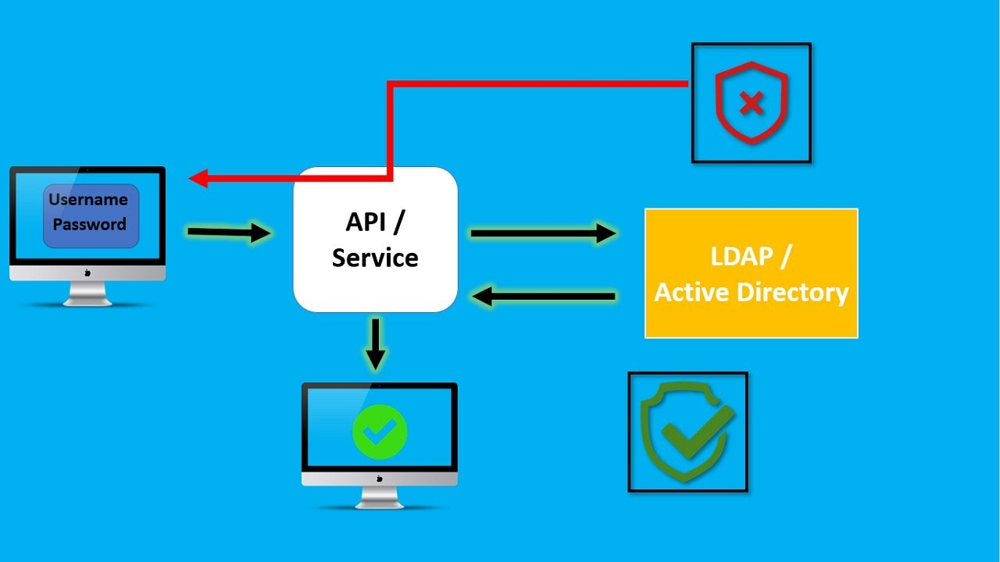 Username
Password
API /
Service
LDAP /
Active Directory